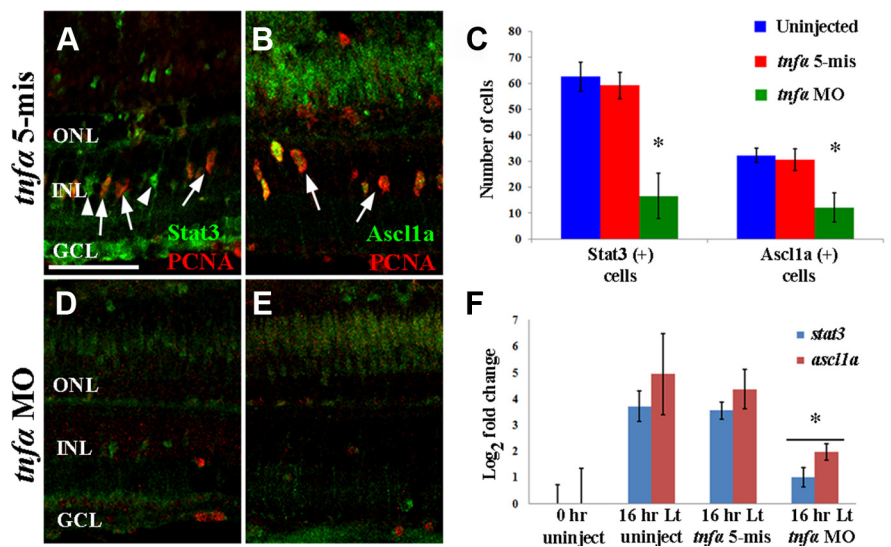 A
B
tnfα 5-mis
ONL
INL
GCL
Stat3
PCNA
Ascl1a
PCNA
C
Uninjected
tnfα 5-mis
tnfα MO
Number of cells
80
70
60
50
40
30
20
10
0
*
*
Stat3 (+)
cells
Ascl1a (+)
cells
D
E
tnfα MO
ONL
INL
GCL
F
stat3
ascl1a
Log2 fold change
7
6
5
4
3
2
1
0
*
0 hr
uninject
16 hr Lt
uninject
16 hr Lt
tnfα 5-mis
16 hr Lt
tnfα MO